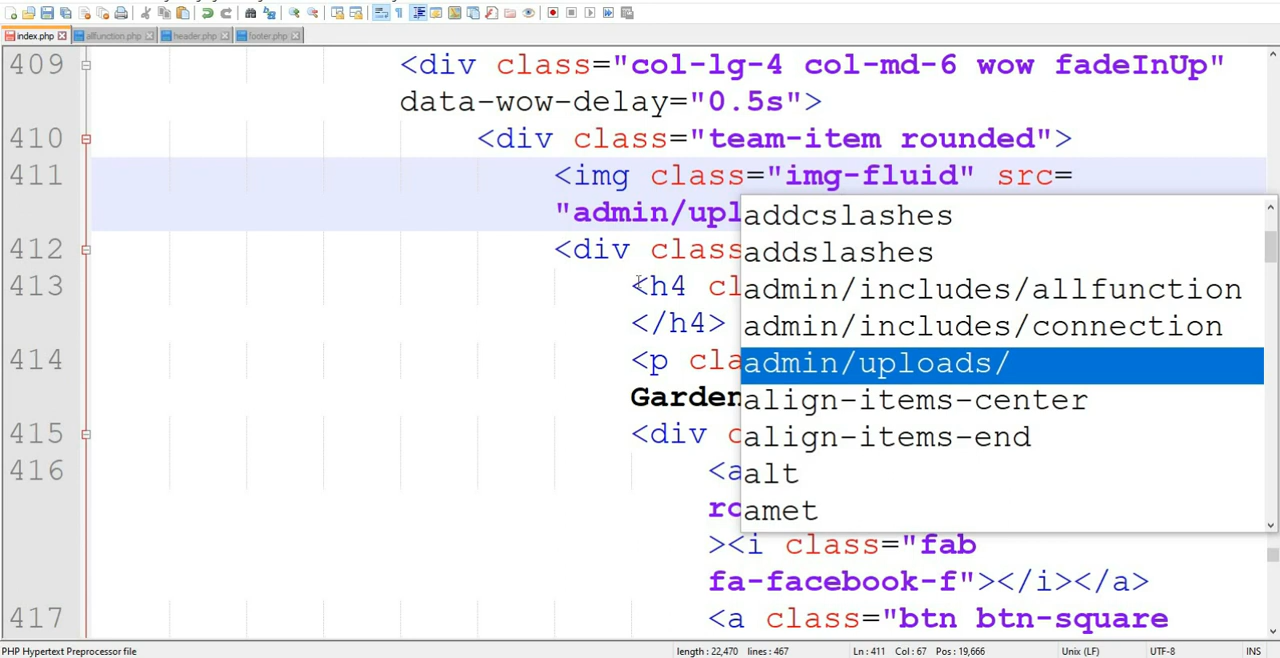 index.php allfunction.php header.php footer.php
409 <div class="col-lg-4 col-md-6 wow fadeInUp"
data-wow-delay="0.5s">
410 <div class="team-item rounded">
411 <img class="img-fluid" src=
"admin/upl
412 <div class
413 <h4 cl
</h4>
414 <p clas
Garden
415 <div c
416 <a
ro
><i class="fab
fa-facebook-f"></i></a>
417 <a class="btn btn-square
addcslashes
addslashes
admin/includes/allfunction
admin/includes/connection
admin/uploads/
align-items-center
align-items-end
alt
amet
PHP Hypertext Preprocessor file length : 22,470 lines : 467 Ln : 411 Col : 67 Pos : 19,666 Unix (LF) UTF-8 INS